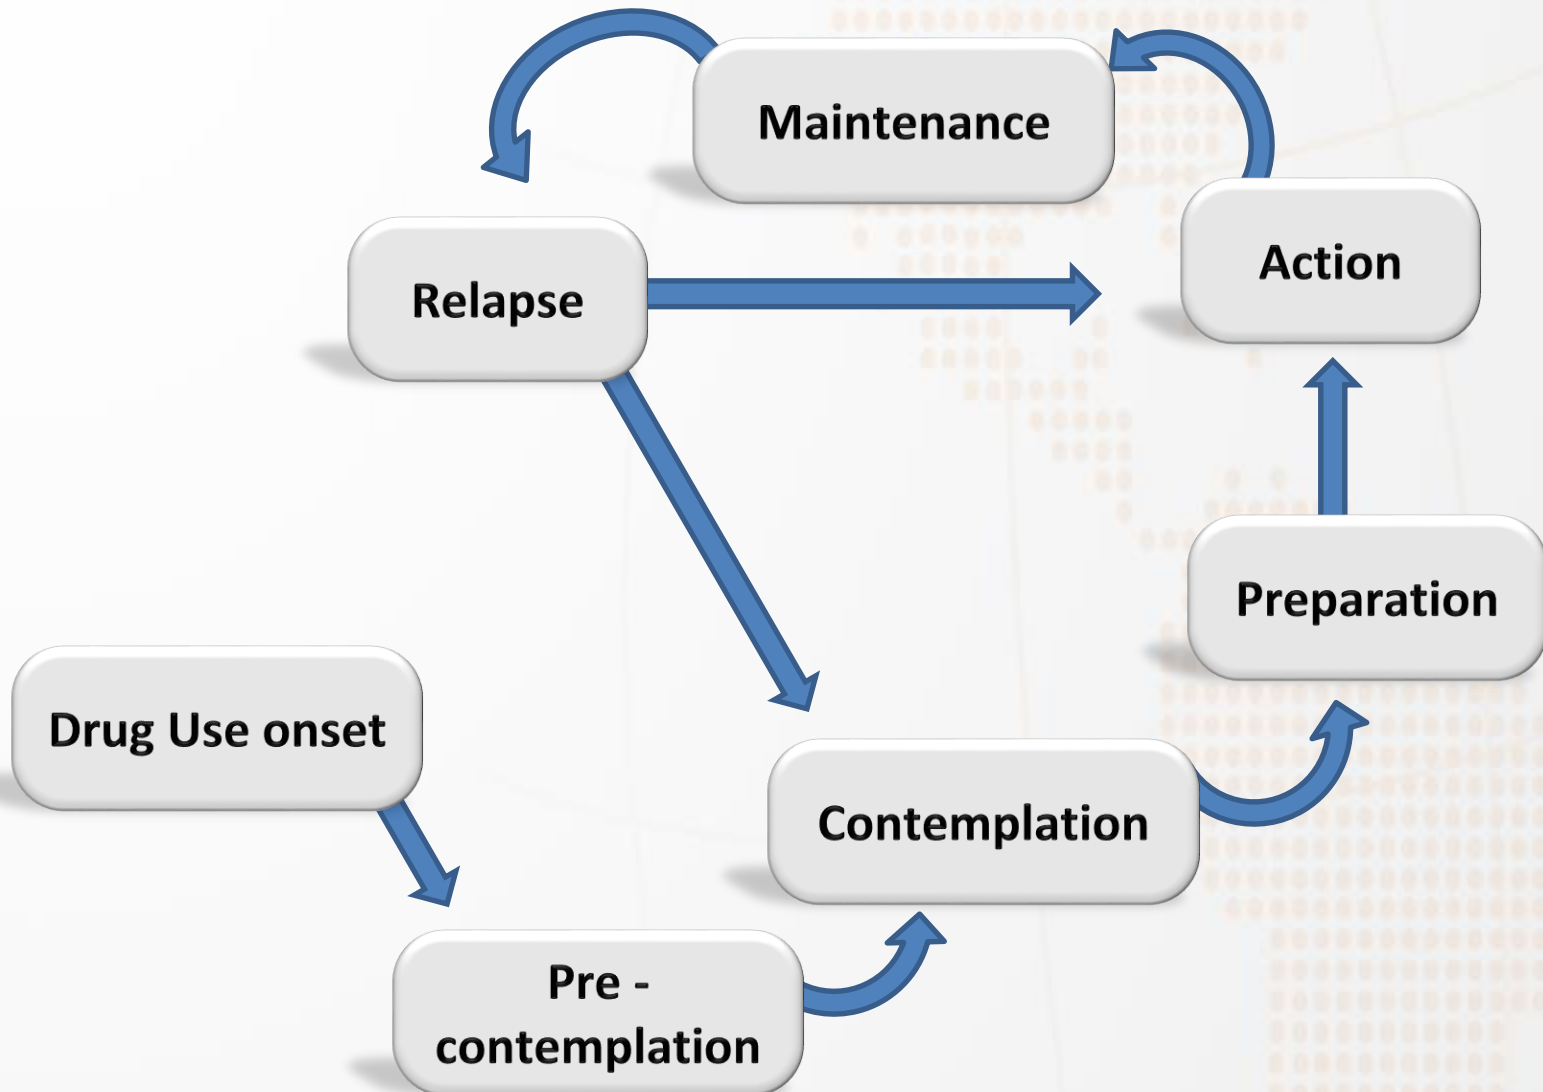 Maintenance
Action
Relapse
Preparation
Drug Use onset
Contemplation
Pre -
contemplation